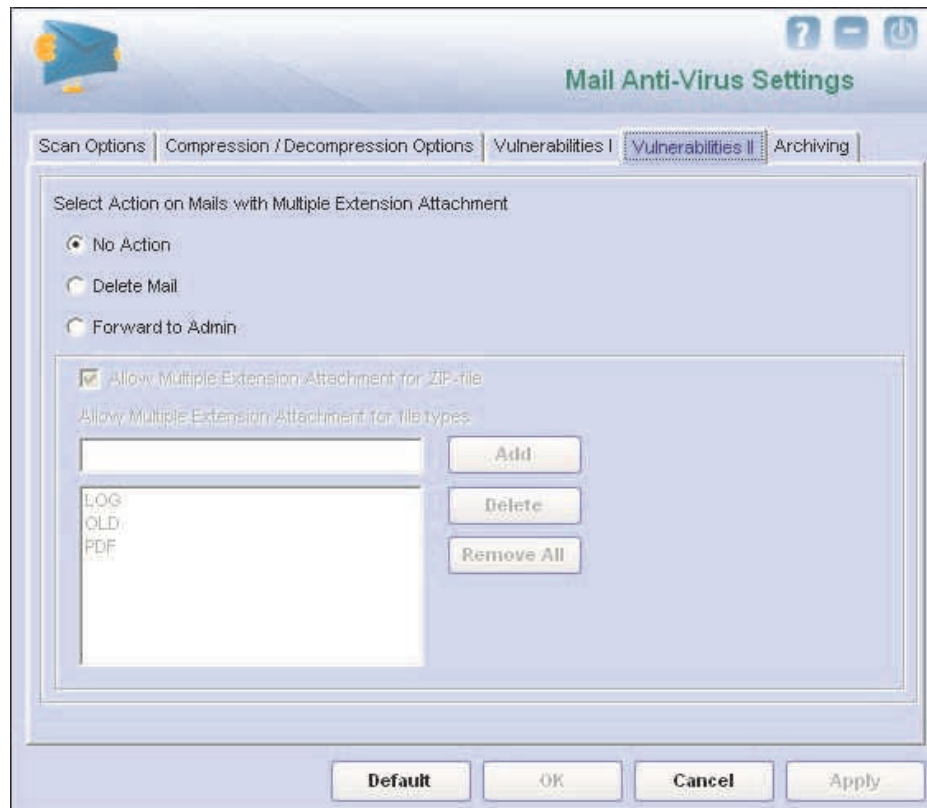 ?
Mail Anti-Virus Settings
Scan Options Compression / Decompression Options Vulnerabilities I Vulnerabilities II Archiving
Select Action on Mails with Multiple Extension Attachment
No Action
Delete Mail
Forward to Admin
Allow Multiple Extension Attachment for ZIP-file
Allow Multiple Extension Attachment for file types
Add
LOG
OLD
PDF
Delete
Remove All
Default OK Cancel Apply